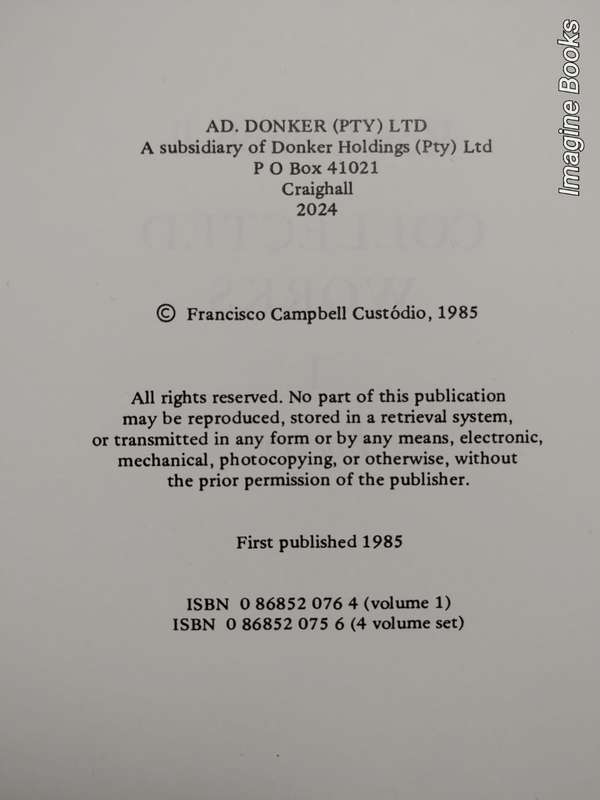 Imagine Books
AD. DONKER (PTY) LTD
A subsidiary of Donker Holdings (Pty) Ltd
P O Box 41021
Craighall
2024
COLLECTED
WORKS
© Francisco Campbell Custódio, 1985
All rights reserved. No part of this publication
may be reproduced, stored in a retrieval system,
or transmitted in any form or by any means, electronic,
mechanical, photocopying, or otherwise, without
the prior permission of the publisher.
First published 1985
ISBN 0 86852 076 4 (volume 1)
ISBN 0 86852 075 6 (4 volume set)